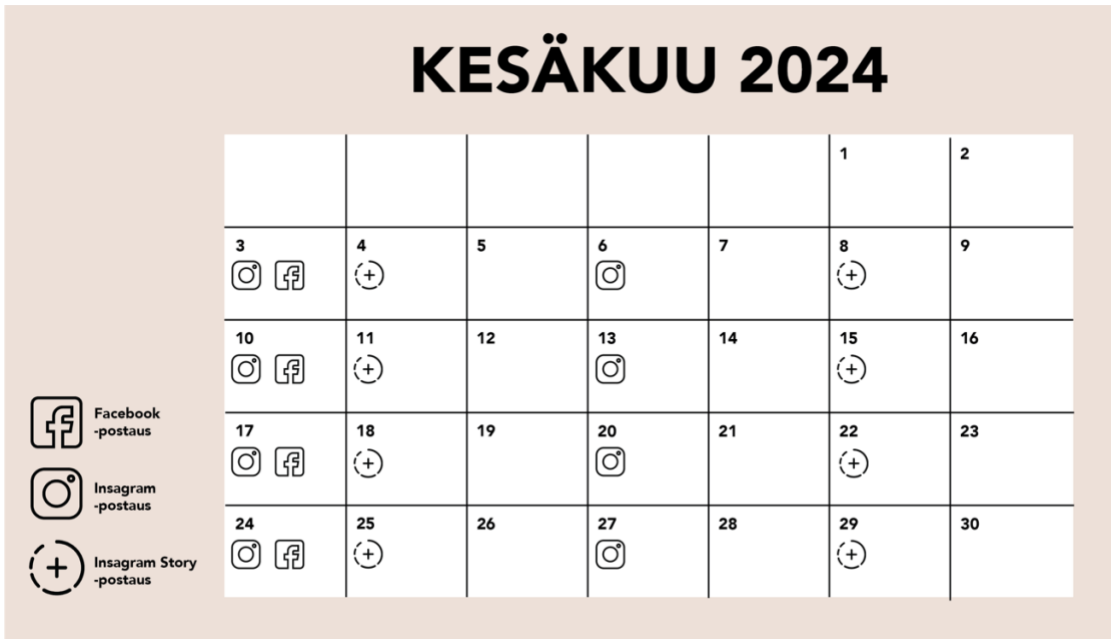 KESÄKUU 2024
1 2
3 4 5 6 7 8 9
10 11 12 13 14 15 16
17 18 19 20 21 22 23
24 25 26 27 28 29 30
Facebook
-postaus
Insagram
-postaus
Insagram Story
-postaus